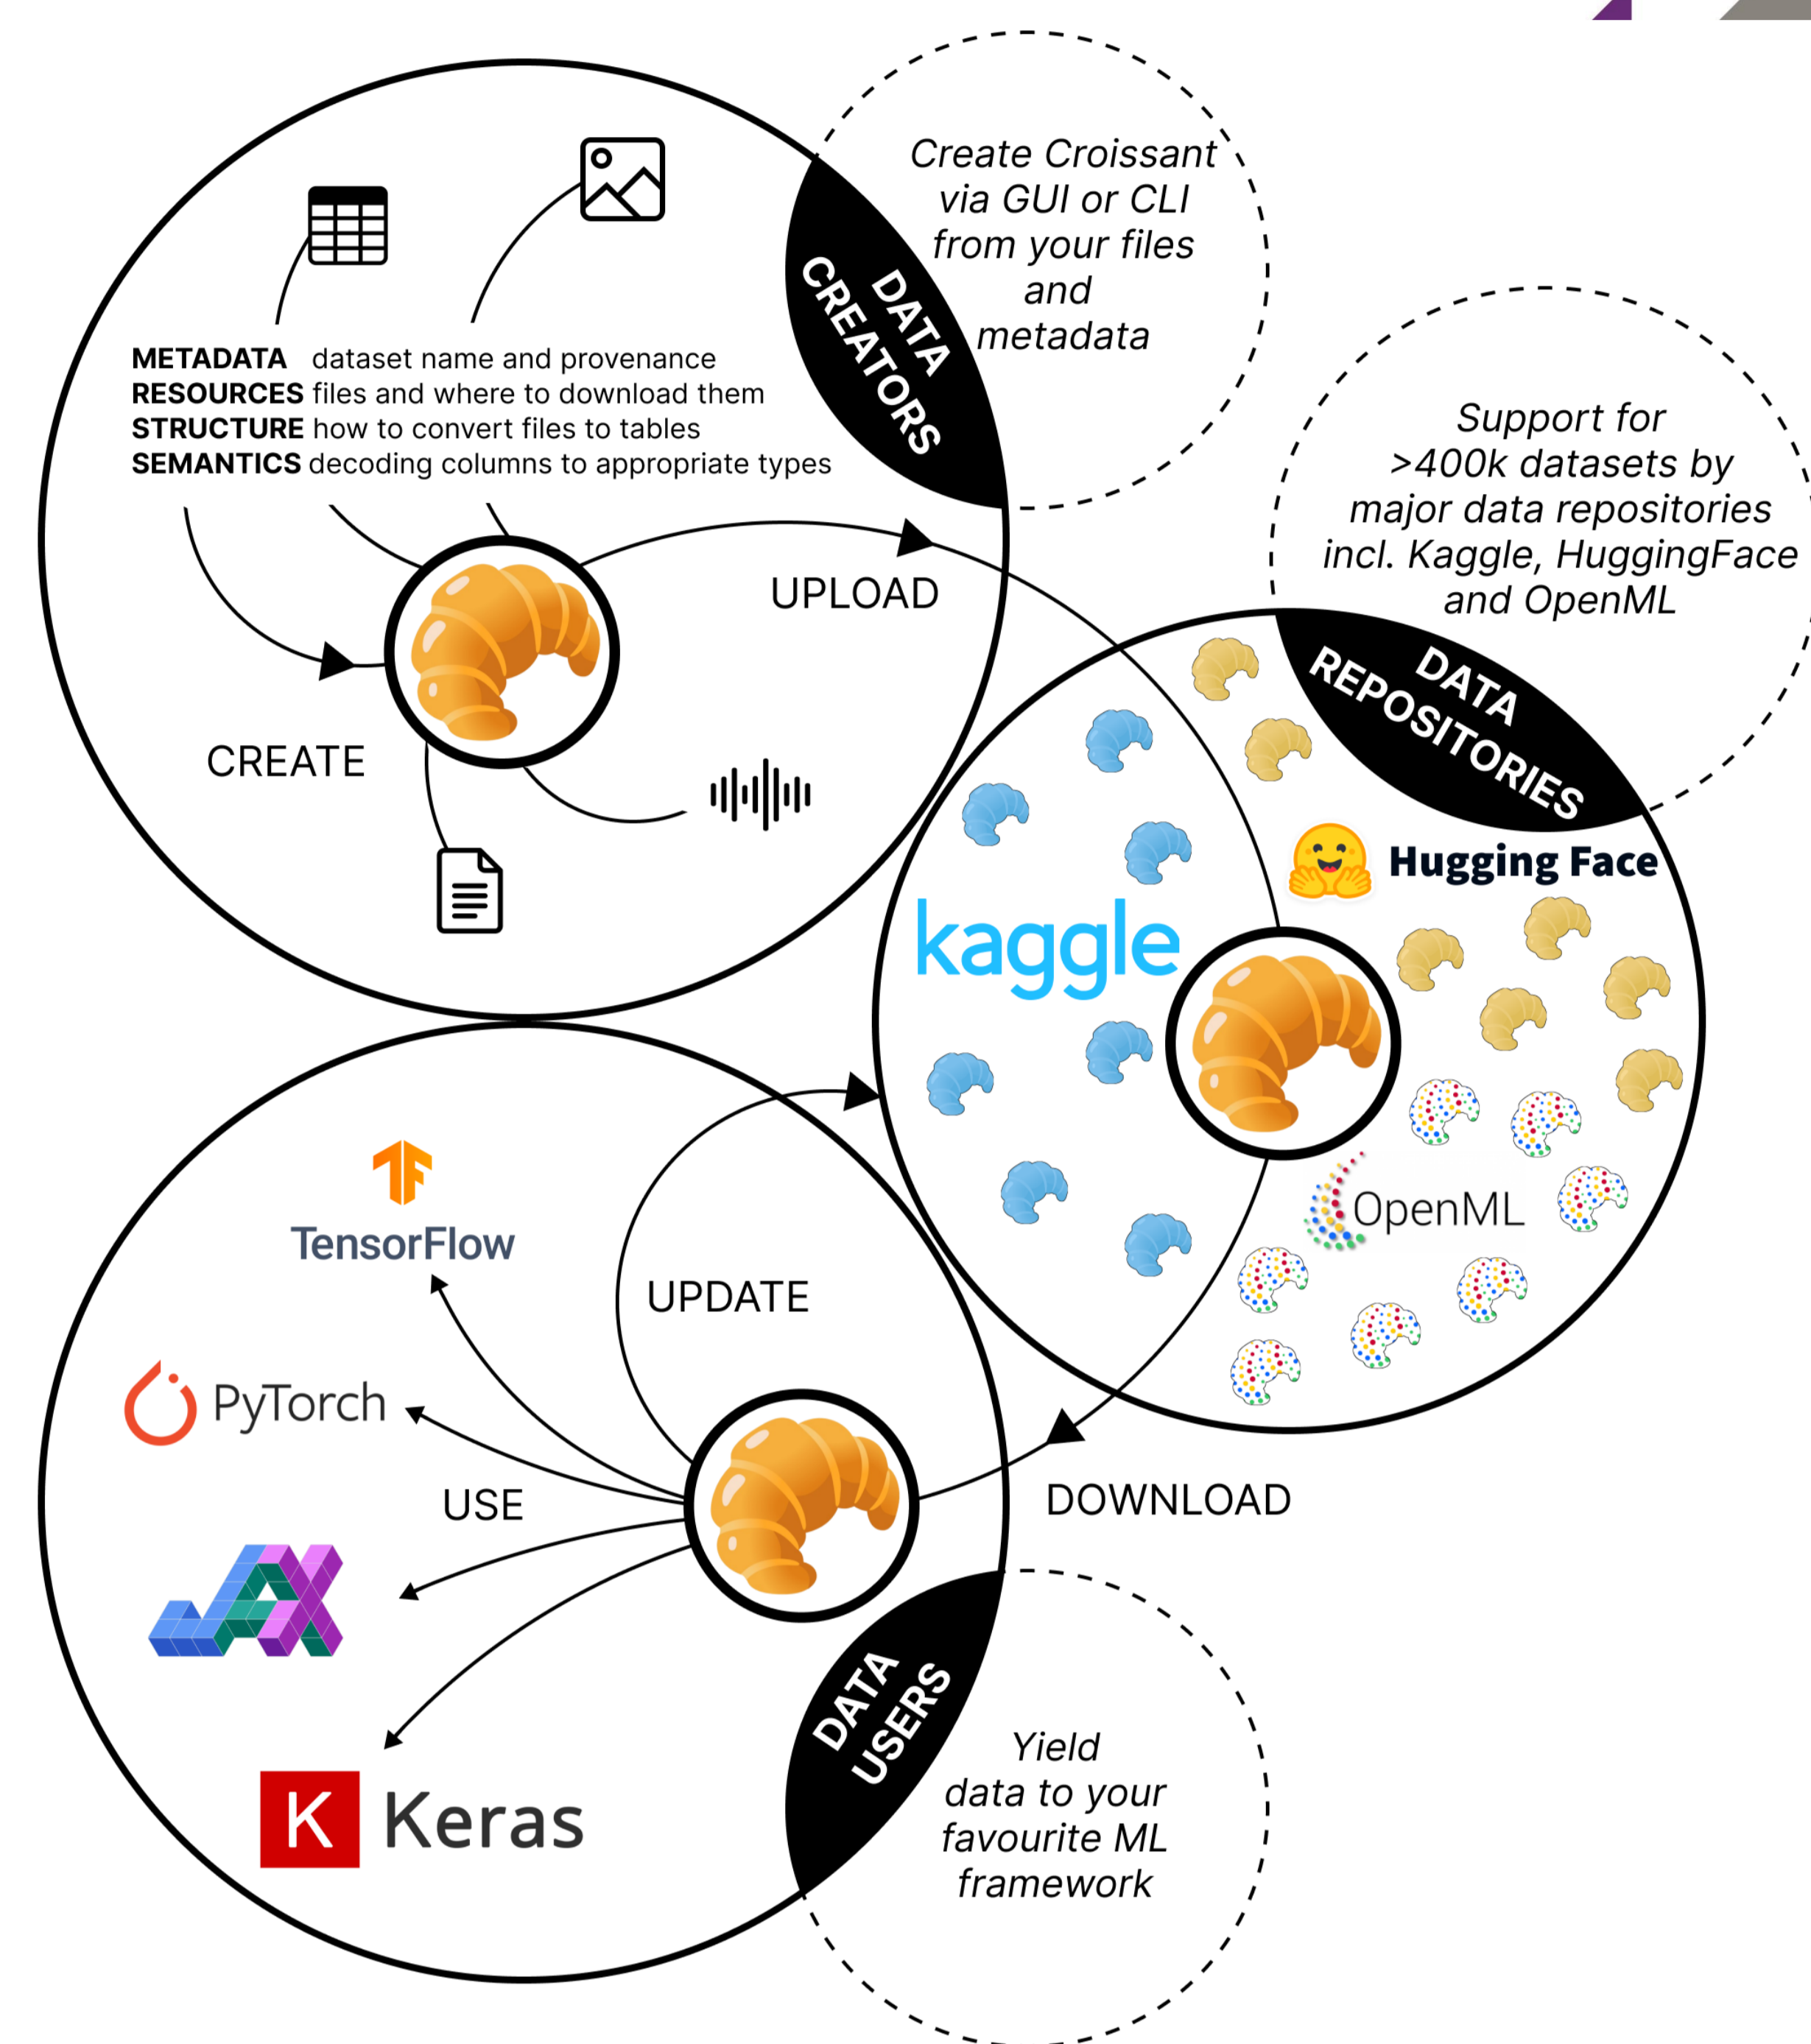 Create Croissant
via GUI or CLI
from your files
and
metadata
DATA
CREATORS
METADATA dataset name and provenance
RESOURCES files and where to download them
STRUCTURE how to convert files to tables
SEMANTICS decoding columns to appropriate types
UPLOAD
CREATE
Support for
>400k datasets by
major data repositories
incl. Kaggle, HuggingFace
and OpenML
DATA
REPOSITORIES
Hugging Face
kaggle
OpenML
TensorFlow
UPDATE
PyTorch
USE
DOWNLOAD
JAX
DATA
USERS
K Keras
Yield
data to your
favourite ML
framework